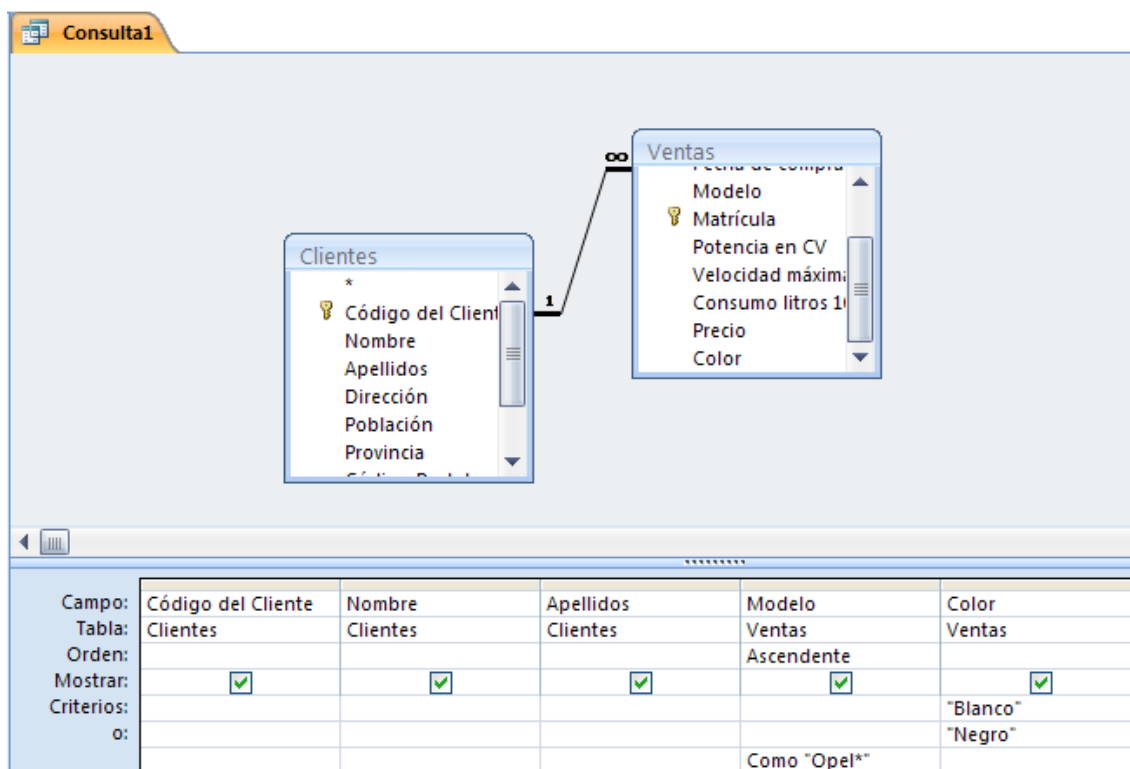 Consulta1
Ventas
Modelo
Matrícula
Potencia en CV
Velocidad máxima
Consumo litros 1
Precio
Color
∞
1
Clientes
*
Código del Client
Nombre
Apellidos
Dirección
Población
Provincia
Campo: Código del Cliente Nombre Apellidos Modelo Color
Tabla: Clientes Clientes Clientes Ventas Ventas
Orden: Ascendente
Mostrar:
Criterios: "Blanco"
o: "Negro"
Como "Opel*"